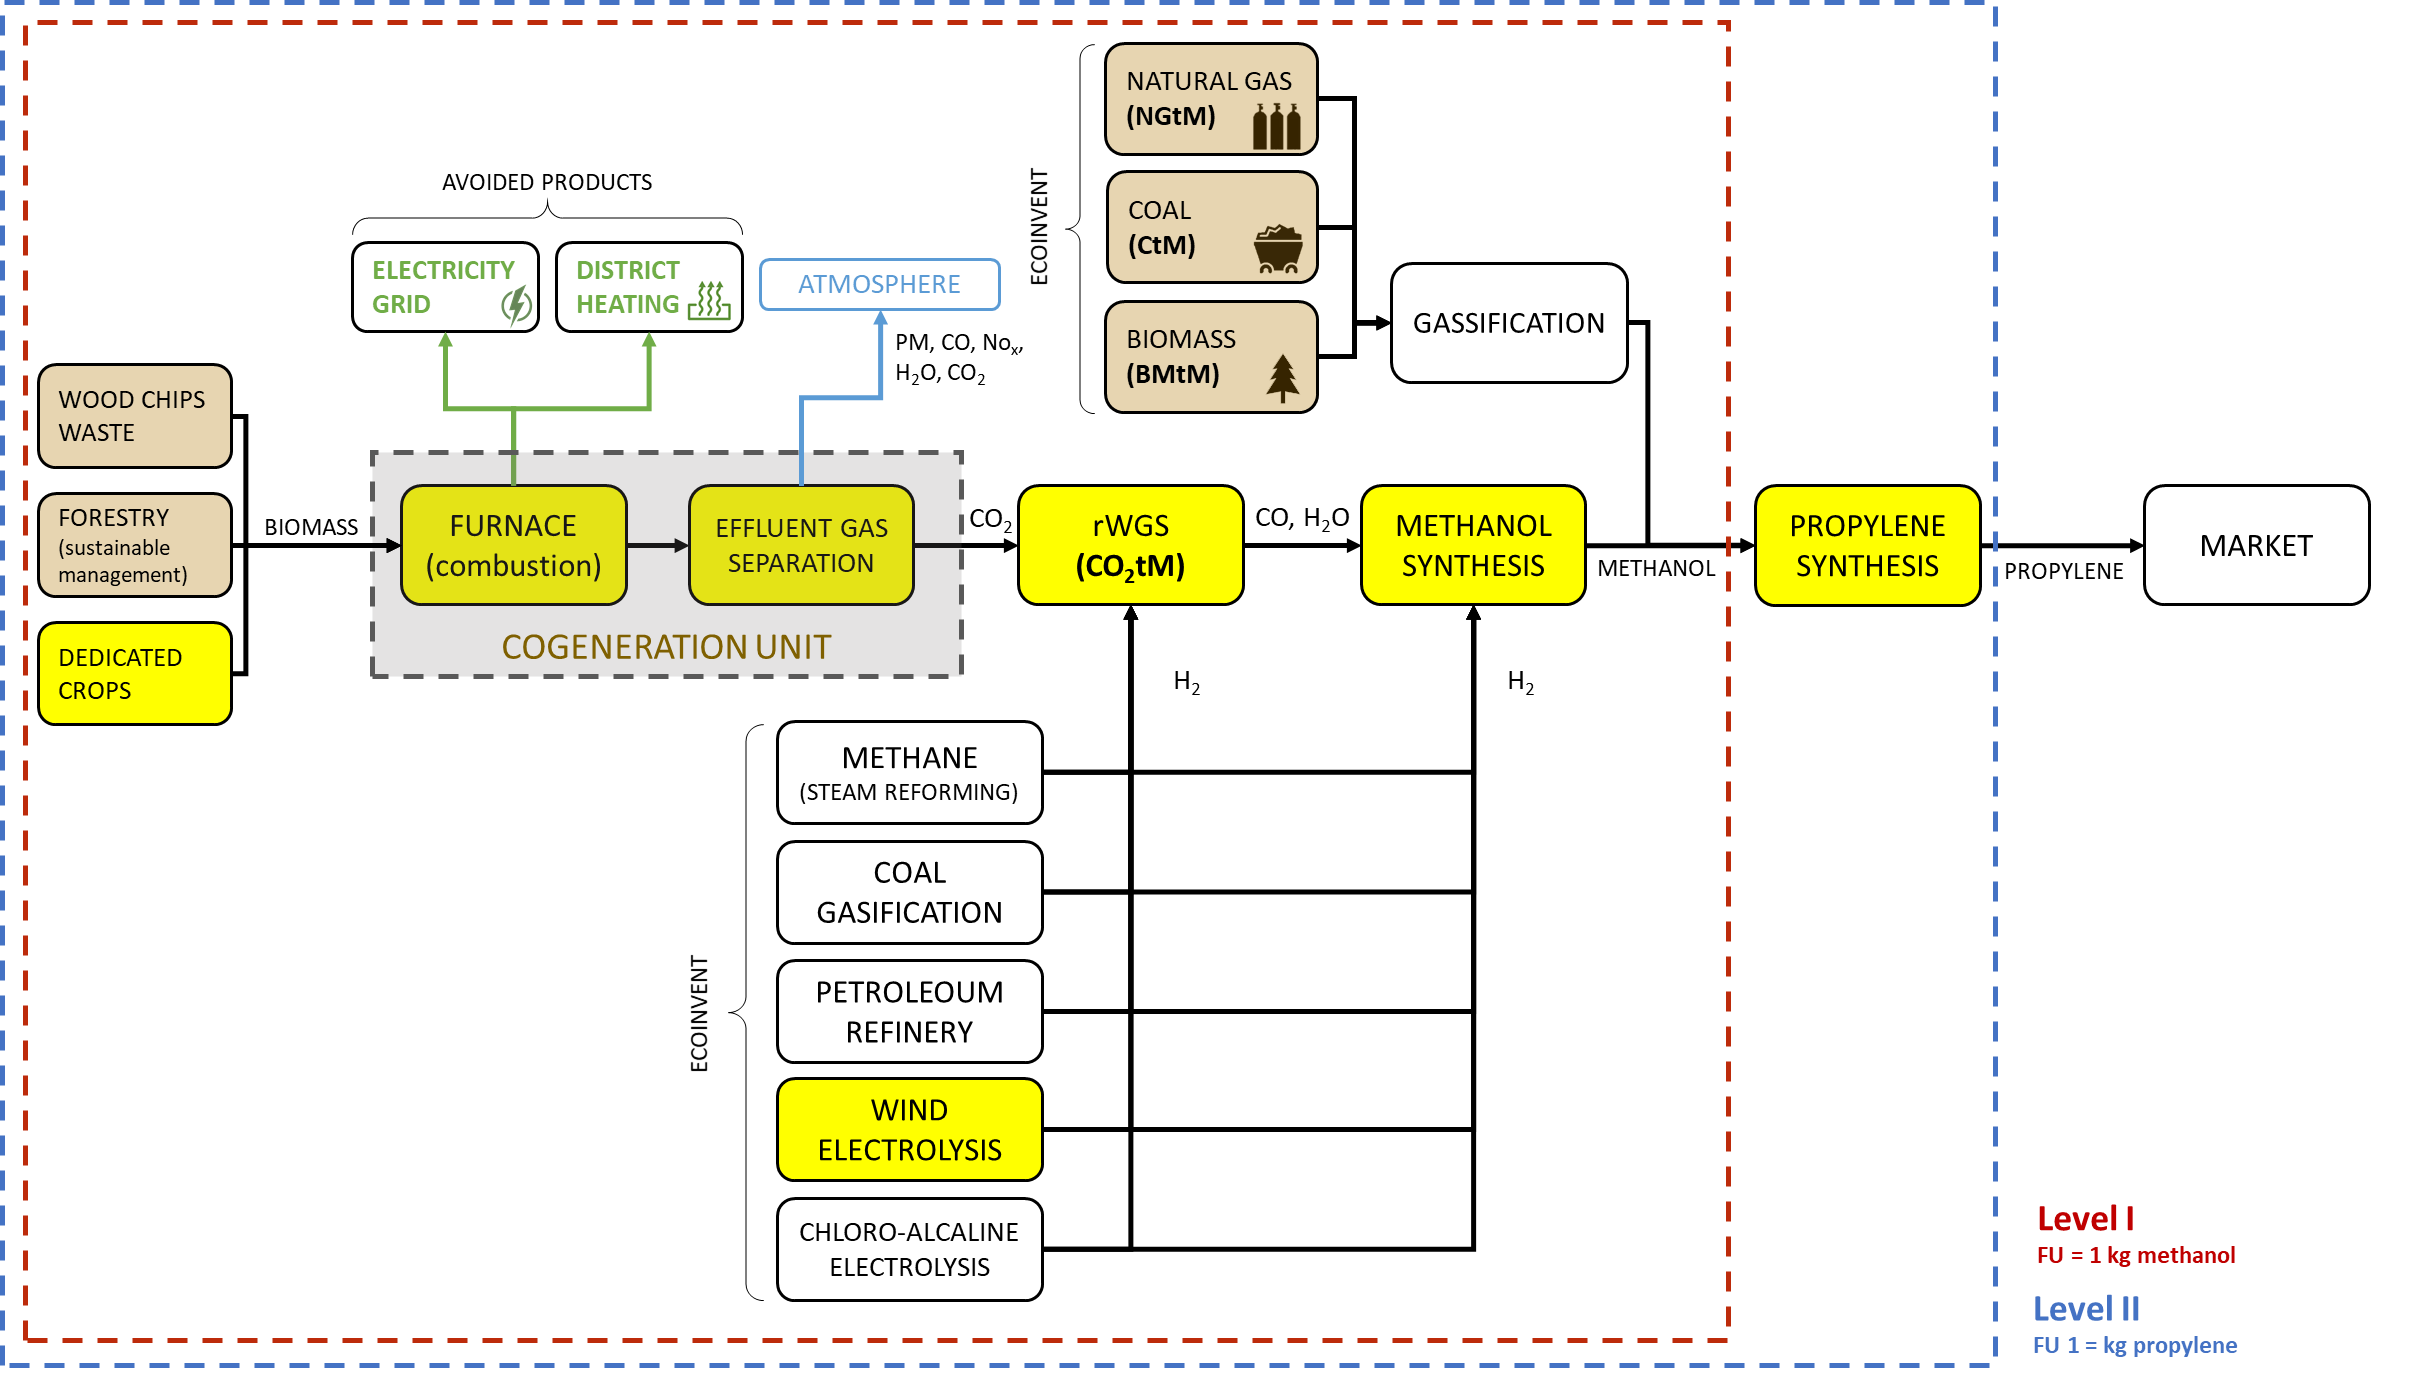 NATURAL GAS
(NGtM)
COAL
(CtM)
BIOMASS
(BMtM)
ECOINVENT
GASSIFICATION
AVOIDED PRODUCTS
ELECTRICITY
GRID
DISTRICT
HEATING
ATMOSPHERE
PM, CO, Noₓ,
H₂O, CO₂
WOOD CHIPS
WASTE
FORESTRY
(sustainable
management)
DEDICATED
CROPS
BIOMASS
FURNACE
(combustion)
EFFLUENT GAS
SEPARATION
COGENERATION UNIT
CO₂
rWGS
(CO₂tM)
CO, H₂O
METHANOL
SYNTHESIS
METHANOL
PROPYLENE
SYNTHESIS
PROPYLENE
MARKET
H₂
H₂
ECOINVENT
METHANE
(STEAM REFORMING)
COAL
GASIFICATION
PETROLEOUM
REFINERY
WIND
ELECTROLYSIS
CHLORO-ALCALINE
ELECTROLYSIS
Level I
FU = 1 kg methanol
Level II
FU 1 = kg propylene